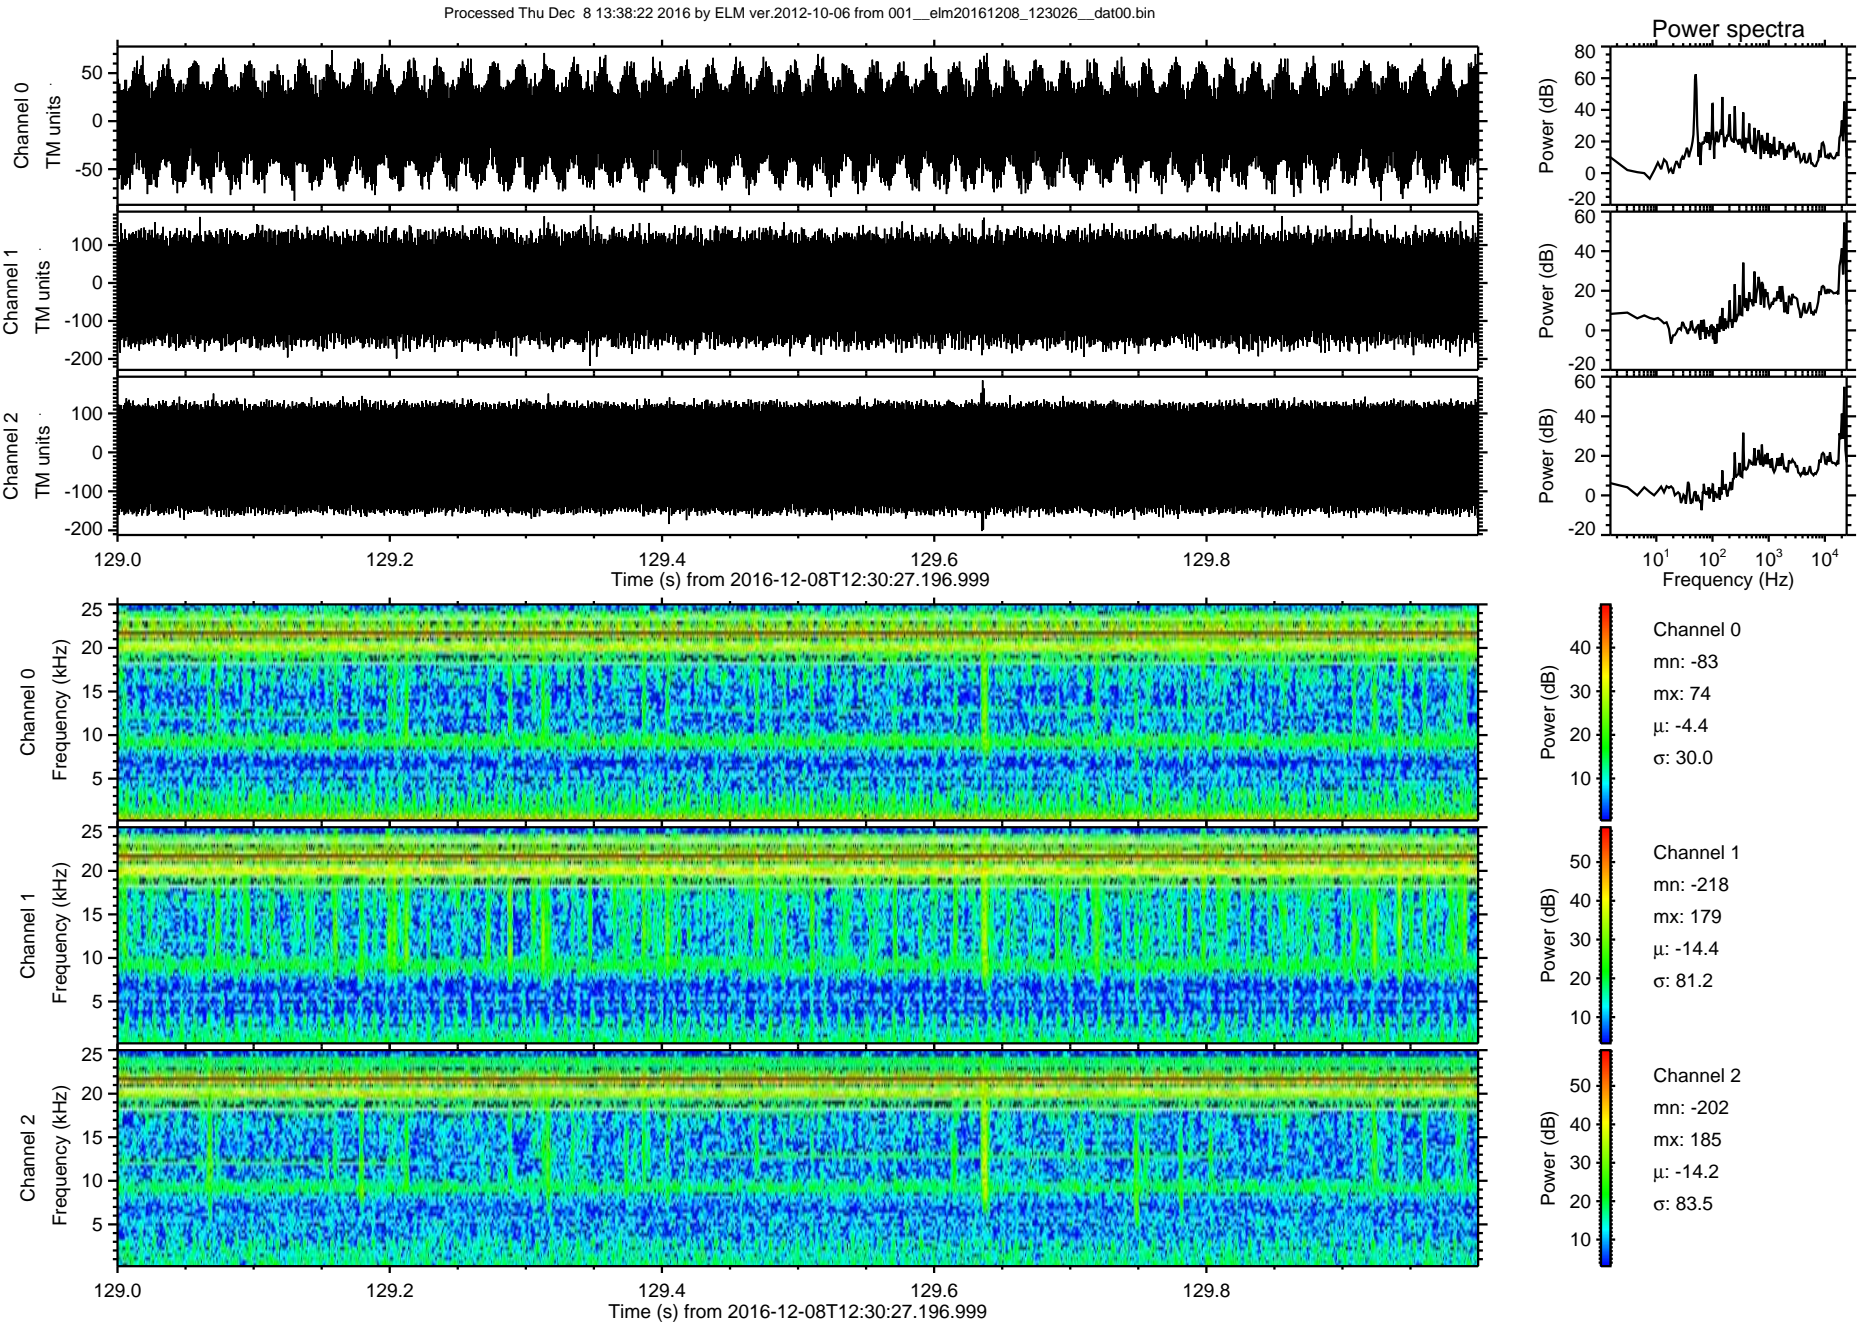 Processed Thu Dec  8 13:38:22 2016 by ELM ver.2012-10-06 from 001__elm20161208_123026__dat00.bin
Power spectra
Channel 0
TM units
50
0
-50
Power (dB)
80
60
40
20
0
-20
Channel 1
TM units
100
0
-100
-200
Power (dB)
60
40
20
0
-20
Channel 2
TM units
100
0
-100
-200
Power (dB)
60
40
20
0
-20
129.0 129.2 129.4 129.6 129.8
Time (s) from 2016-12-08T12:30:27.196.999
10¹ 10² 10³ 10⁴
Frequency (Hz)
Channel 0
Frequency (kHz)
25
20
15
10
5
Power (dB)
40
30
20
10
Channel 0
mn: -83
mx: 74
μ: -4.4
σ: 30.0
Channel 1
Frequency (kHz)
25
20
15
10
5
Power (dB)
50
40
30
20
10
Channel 1
mn: -218
mx: 179
μ: -14.4
σ: 81.2
Channel 2
Frequency (kHz)
25
20
15
10
5
Power (dB)
50
40
30
20
10
Channel 2
mn: -202
mx: 185
μ: -14.2
σ: 83.5
129.0 129.2 129.4 129.6 129.8
Time (s) from 2016-12-08T12:30:27.196.999